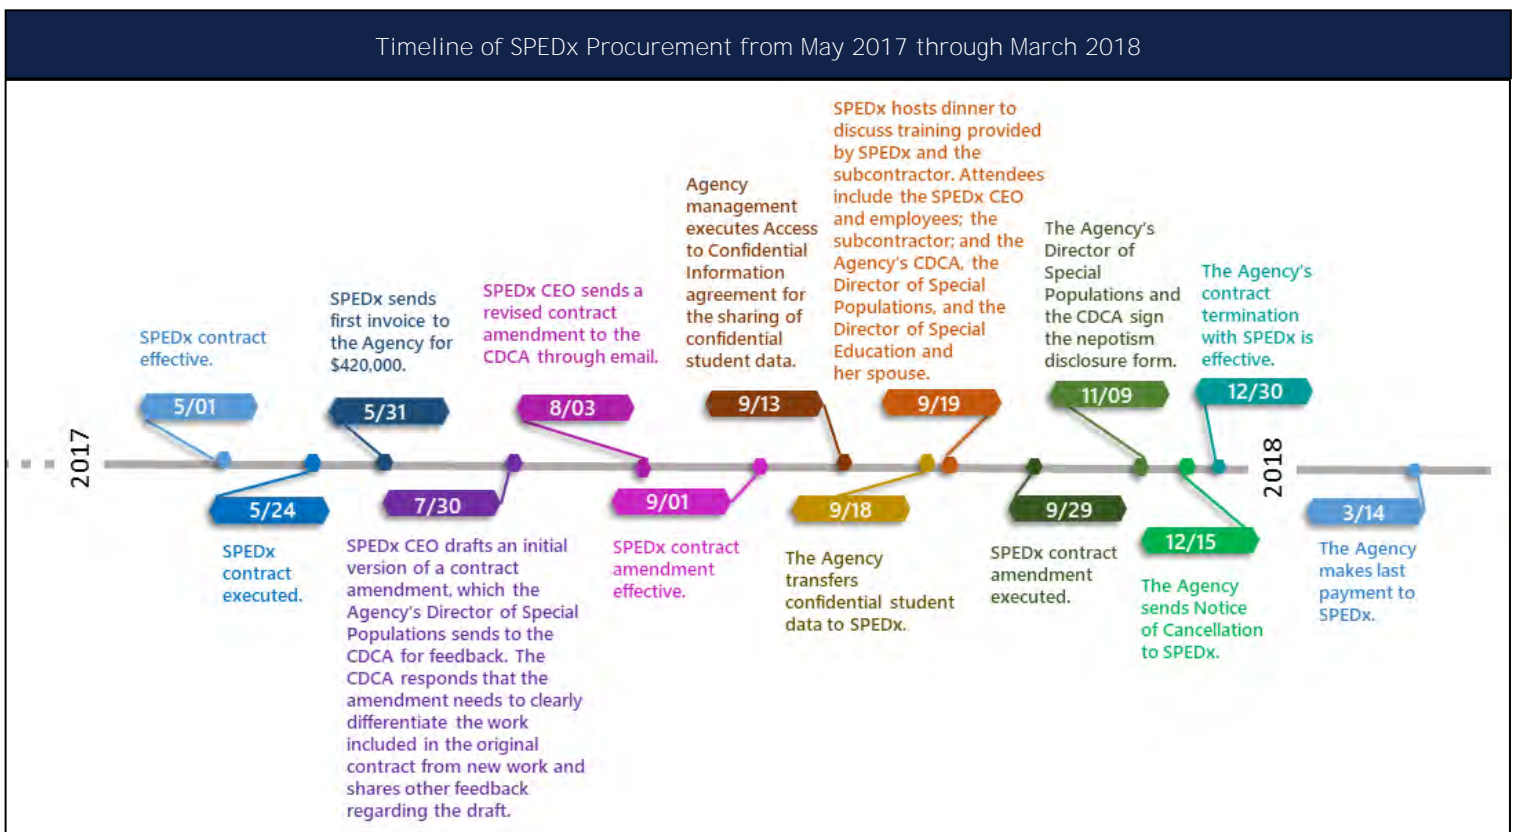 Timeline of SPEDx Procurement from May 2017 through March 2018
2017
SPEDx contract
effective.
5/01
5/24
SPEDx
contract
executed.
SPEDx sends
first invoice to
the Agency for
$420,000.
5/31
7/30
SPEDx CEO drafts an initial
version of a contract
amendment, which the
Agency's Director of Special
Populations sends to the
CDCA for feedback. The
CDCA responds that the
amendment needs to clearly
differentiate the work
included in the original
contract from new work and
shares other feedback
regarding the draft.
SPEDx CEO sends a
revised contract
amendment to the
CDCA through email.
8/03
9/01
SPEDx contract
amendment
effective.
Agency
management
executes Access
to Confidential
Information
agreement for
the sharing of
confidential
student data.
9/13
9/18
The Agency
transfers
confidential student
data to SPEDx.
SPEDx hosts dinner to
discuss training provided
by SPEDx and the
subcontractor. Attendees
include the SPEDx CEO
and employees; the
subcontractor; and the
Agency's CDCA, the
Director of Special
Populations, and the
Director of Special
Education and
her spouse.
9/19
9/29
SPEDx contract
amendment
executed.
The Agency's
Director of
Special
Populations and
the CDCA sign
the nepotism
disclosure form.
11/09
12/15
The Agency
sends Notice
of Cancellation
to SPEDx.
The Agency's
contract
termination
with SPEDx is
effective.
12/30
2018
3/14
The Agency
makes last
payment to
SPEDx.